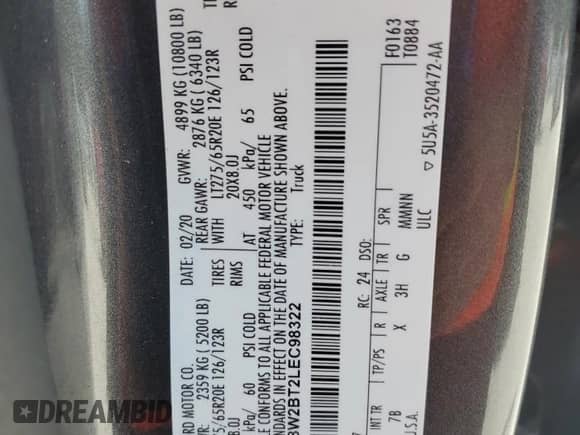 RD MOTOR CO.
DATE: 02/20
GVWR: 4899 KG (10800 LB)
2359 KG ( 5200 LB)
REAR GAWR: 2876 KG ( 6340 LB)
5/65R20E 126/123R
TIRES WITH LT275/65R20E 126/123R
X8.0J
RIMS 20X8.0J
kPa/ 60 PSI COLD
AT 450 kPa/ 65 PSI COLD
CONFORMS TO ALL APPLICABLE FEDERAL MOTOR VEHICLE
NDARDS IN EFFECT ON THE DATE OF MANUFACTURE SHOWN ABOVE.
BW2BT2LEC98322
TYPE: Truck
RC: 24 DSO:
F0163
T0884
INT TR TP/PS R AXLE TR SPR
7B X 3H G MMNNN
U.S.A. ULC
▽ 5U5A-3520472-AA
DREAMBID